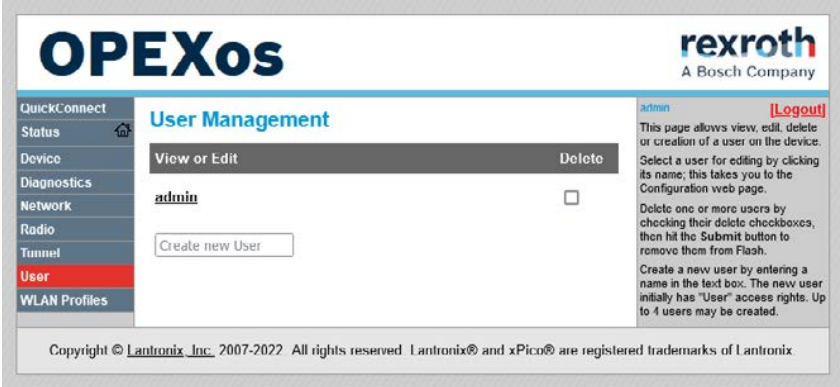 OPEXos
rexroth
A Bosch Company
QuickConnect
Status
Device
Diagnostics
Network
Radio
Tunnel
User
WLAN Profiles
User Management
View or Edit Delete
admin
Create new User
admin [Logout]
This page allows view, edit, delete
or creation of a user on the device.
Select a user for editing by clicking
its name; this takes you to the
Configuration web page.
Delete one or more users by
checking their delete checkboxes,
then hit the Submit button to
remove them from Flash.
Create a new user by entering a
name in the text box. The new user
initially has "User" access rights. Up
to 4 users may be created.
Copyright © Lantronix, Inc. 2007-2022. All rights reserved. Lantronix® and xPico® are registered trademarks of Lantronix.